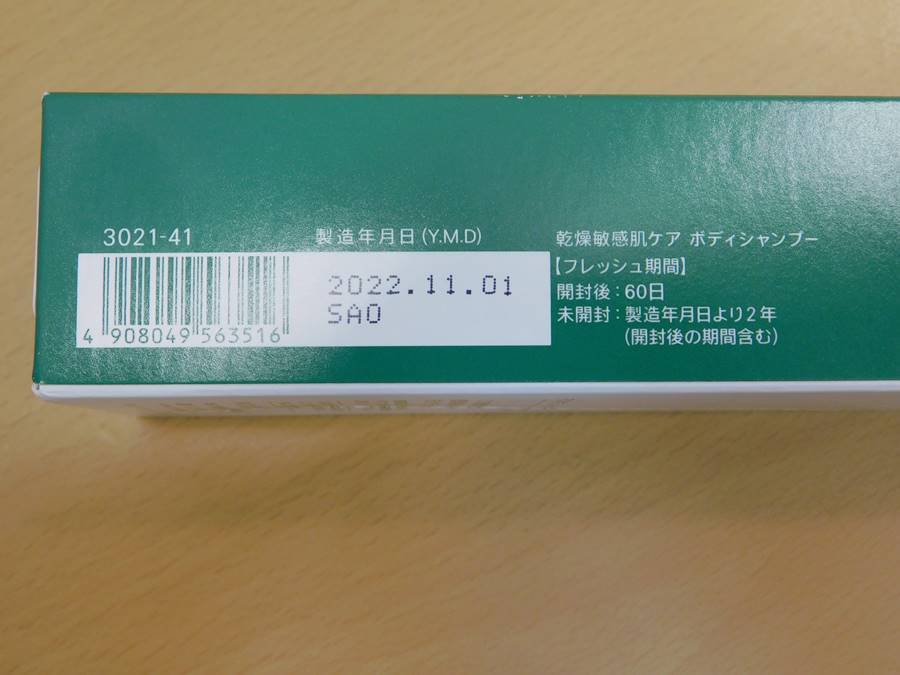 3021-41
製造年月日(Y.M.D)
2022.11.01
SAO
4 908049 563516
乾燥敏感肌ケア ボディシャンプー
【フレッシュ期間】
開封後：60日
未開封：製造年月日より2年
(開封後の期間含む)